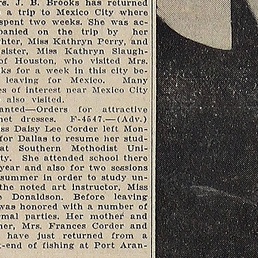 rs. J. B. Brooks has returned
a trip to Mexico City where
spent two weeks. She was ac-
panied on the trip by her
ghter, Miss Kathryn Perry, and
sister, Miss Kathryn Slaugh-
of Houston, who visited Mrs.
ks for a week in this city be-
leaving for Mexico. Many
es of interest near Mexico City
also visited.
anted—Orders for attractive
net dresses. F-4647.—(Adv.)
ss Daisy Lee Corder left Mon-
for Dallas to resume her stud-
at Southern Methodist Uni-
ty. She attended school there
year and also for two sessions
summer in order to study un-
the noted art instructor, Miss
e Donaldson. Before leaving
was honored with a number of
rmal parties. Her mother and
er, Mrs. Frances Corder and
have just returned from a
k-end of fishing at Port Aran-